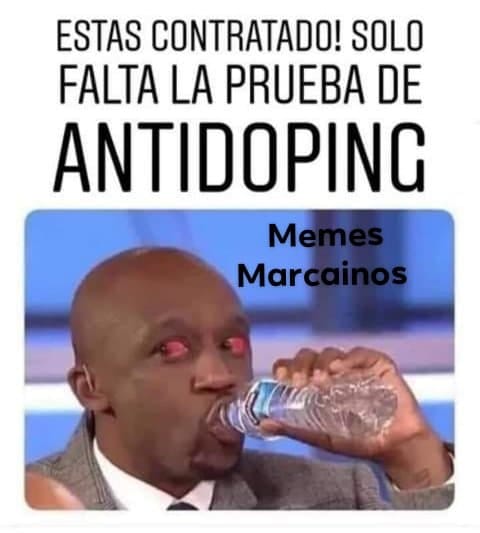 ESTAS CONTRATADO! SOLO
FALTA LA PRUEBA DE
ANTIDOPING
Memes
Marcainos